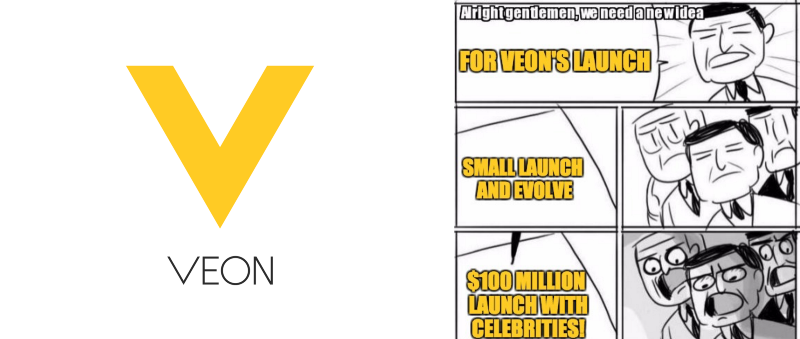 VEON
Alright gentlemen, we need a new idea
FOR VEON'S LAUNCH
SMALL LAUNCH
AND EVOLVE
$100 MILLION
LAUNCH WITH
CELEBRITIES!